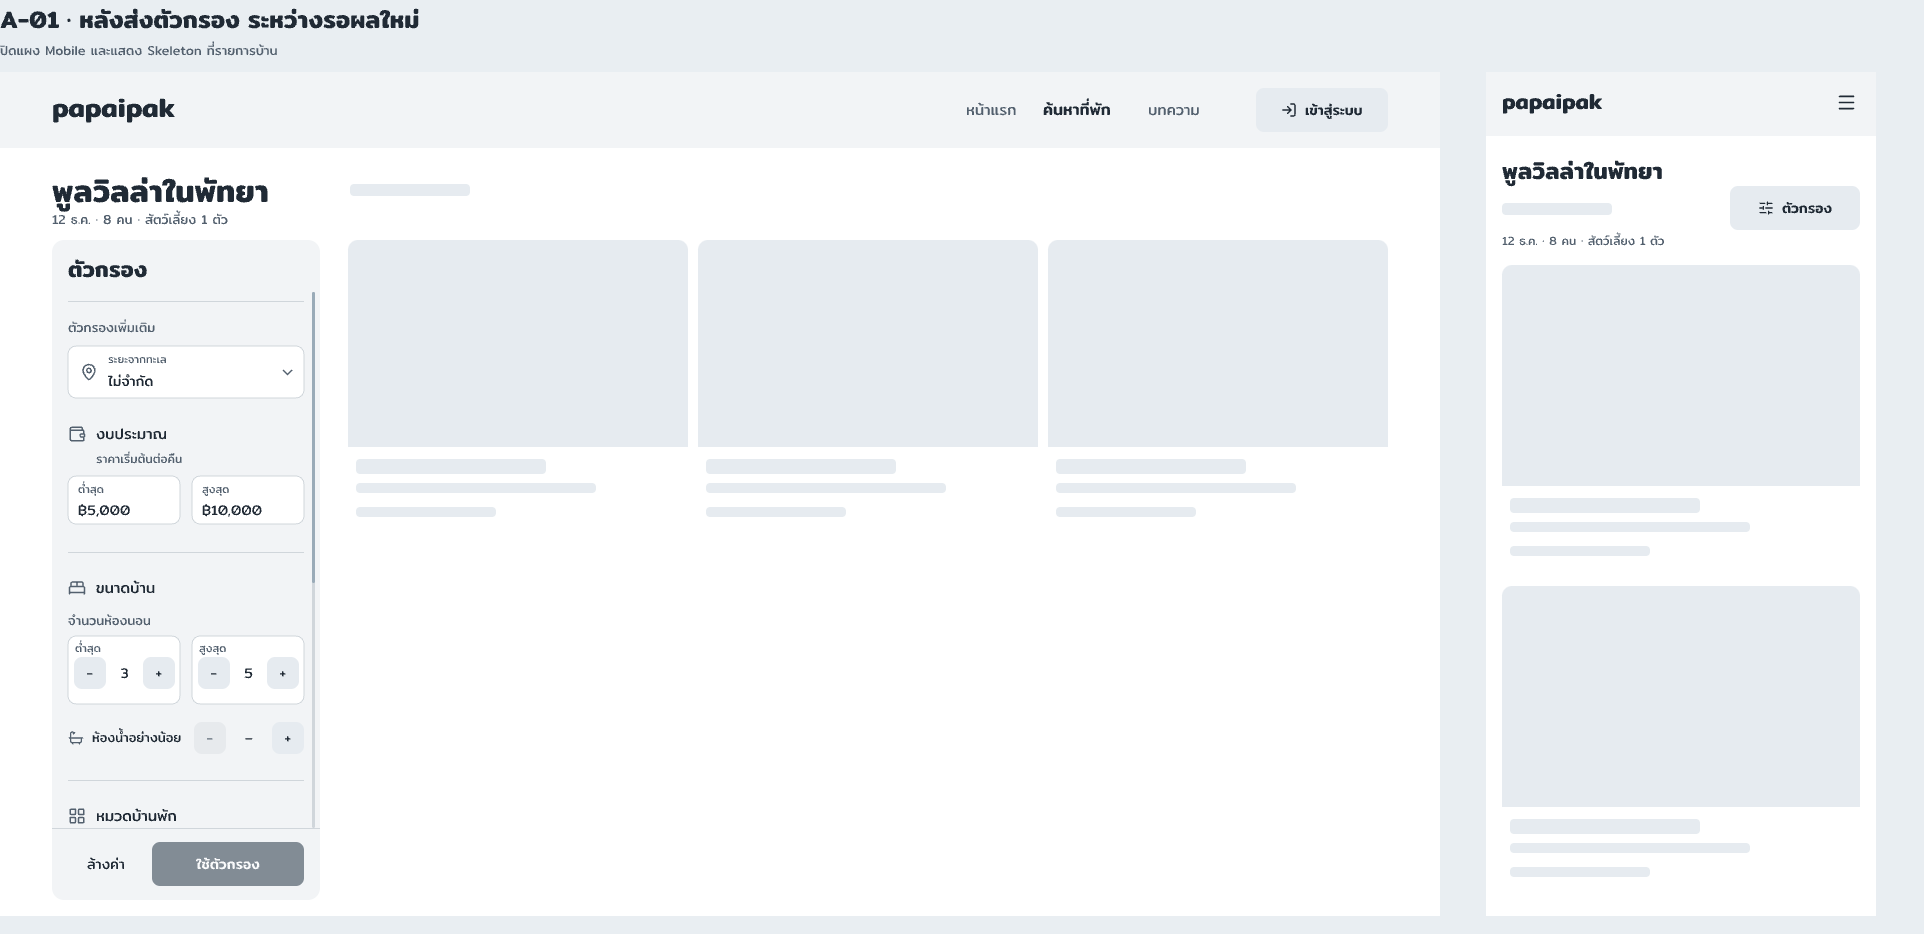 A-01 · หลังส่งตัวกรอง ระหว่างรอผลใหม่
ปิดแผง Mobile และแสดง Skeleton ที่รายการบ้าน
papaipak
หน้าแรก
ค้นหาที่พัก
บทความ
เข้าสู่ระบบ
พูลวิลล่าในพัทยา
12 ธ.ค. · 8 คน · สัตว์เลี้ยง 1 ตัว
ตัวกรอง
ตัวกรองเพิ่มเติม
ระยะจากทะเล
ไม่จำกัด
งบประมาณ
ราคาเริ่มต้นต่อคืน
ต่ำสุด สูงสุด
฿5,000 ฿10,000
ขนาดบ้าน
จำนวนห้องนอน
ต่ำสุด สูงสุด
- 3 + - 5 +
ห้องน้ำอย่างน้อย - – +
หมวดบ้านพัก
ล้างค่า ใช้ตัวกรอง
papaipak
พูลวิลล่าในพัทยา
ตัวกรอง
12 ธ.ค. · 8 คน · สัตว์เลี้ยง 1 ตัว